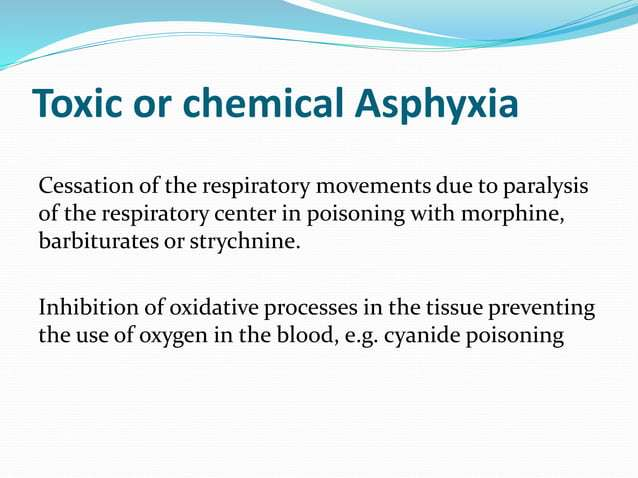 Toxic or chemical Asphyxia
Cessation of the respiratory movements due to paralysis
of the respiratory center in poisoning with morphine,
barbiturates or strychnine.
Inhibition of oxidative processes in the tissue preventing
the use of oxygen in the blood, e.g. cyanide poisoning